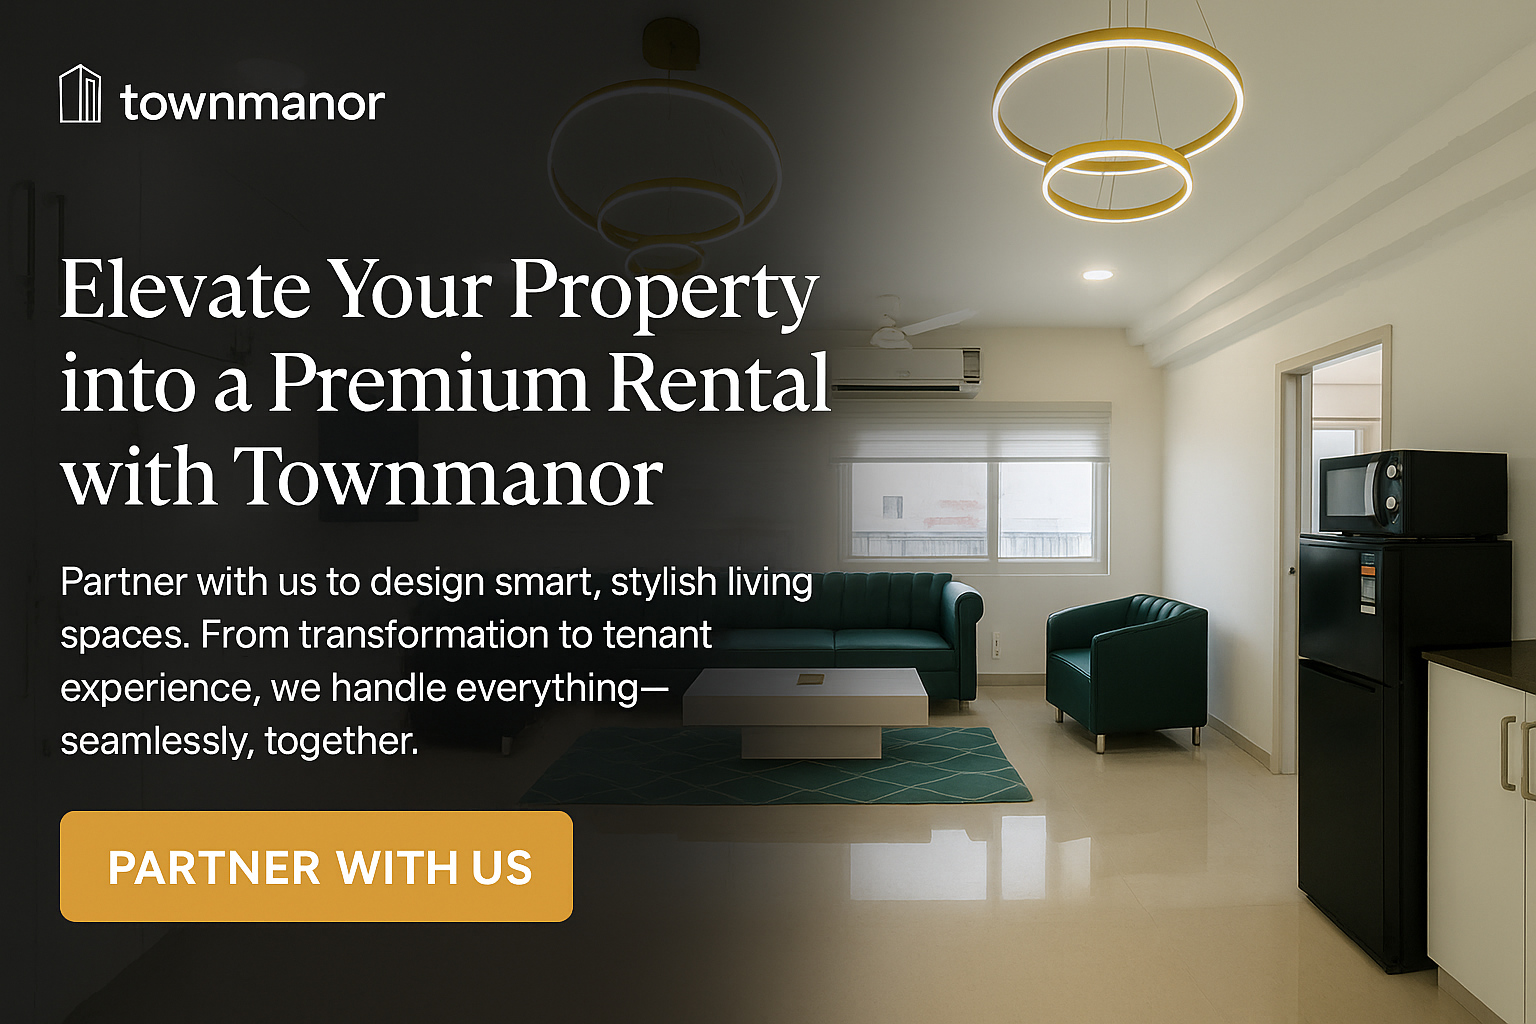 townmanor
Elevate Your Property
into a Premium Rental
with Townmanor
Partner with us to design smart, stylish living
spaces. From transformation to tenant
experience, we handle everything—
seamlessly, together.
PARTNER WITH US